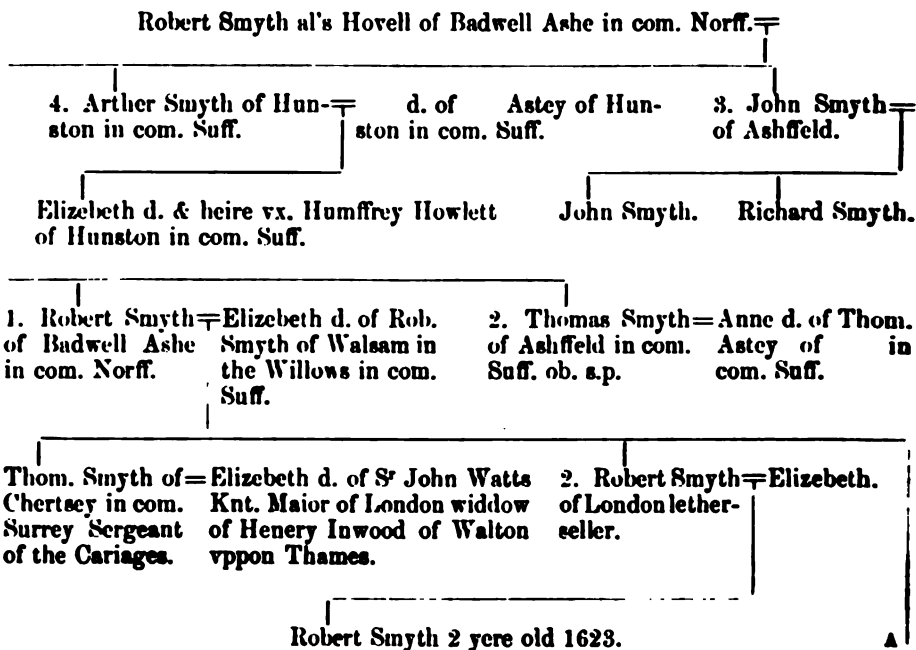 Robert Smyth al's Hovell of Badwell Ashe in com. Norff.
4. Arther Smyth of Hun-
ston in com. Suff.
d. of Astey of Hun-
ston in com. Suff.
3. John Smyth
of Ashffeld.
Elizebeth d. & heire vx. Humffrey Howlett
of Hunston in com. Suff.
John Smyth.
Richard Smyth.
1. Robert Smyth
of Badwell Ashe
in com. Norff.
Elizebeth d. of Rob.
Smyth of Walsam in
the Willows in com.
Suff.
2. Thomas Smyth
of Ashffeld in com.
Suff. ob. s.p.
Anne d. of Thom.
Astey of in
com. Suff.
Thom. Smyth of
Chertsey in com.
Surrey Sergeant
of the Cariages.
Elizebeth d. of Sr John Watts
Knt. Maior of London widdow
of Henery Inwood of Walton
vppon Thames.
2. Robert Smyth
of London lether-
seller.
Elizebeth.
Robert Smyth 2 yere old 1623.
A